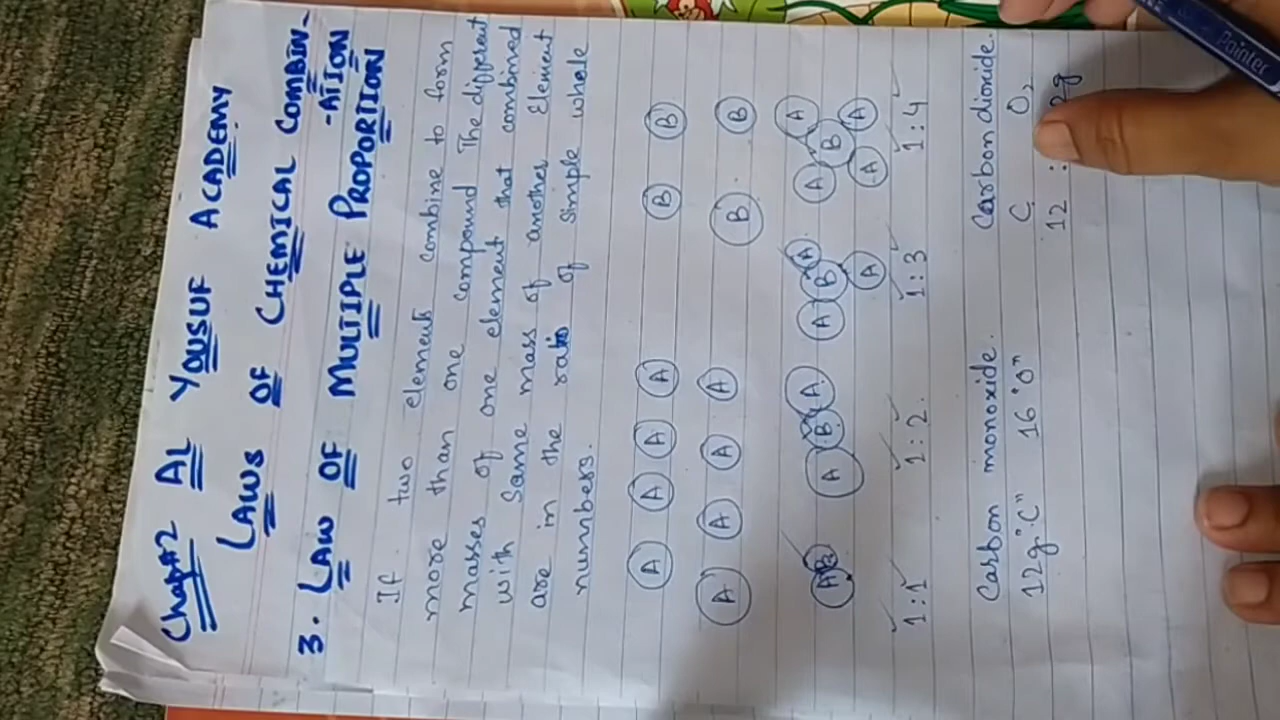 Chap#2 AL YOUSUF ACADEMY
LAWS OF CHEMICAL COMBIN-
-ATION
3. LAW OF MULTIPLE PROPORTION
If two elements combine to form
more than one compound The different
masses of one element that combined
with same mass of another Element
are in the ratio of simple whole
numbers.
A A A A B B
A A A A B B
A B A B A A B A A A B A A A
1:1 1:2. 1:3 1:4
Carbon monoxide. Carbon dioxide.
12g "C" 16 "O" C O2
12 :
Pointer